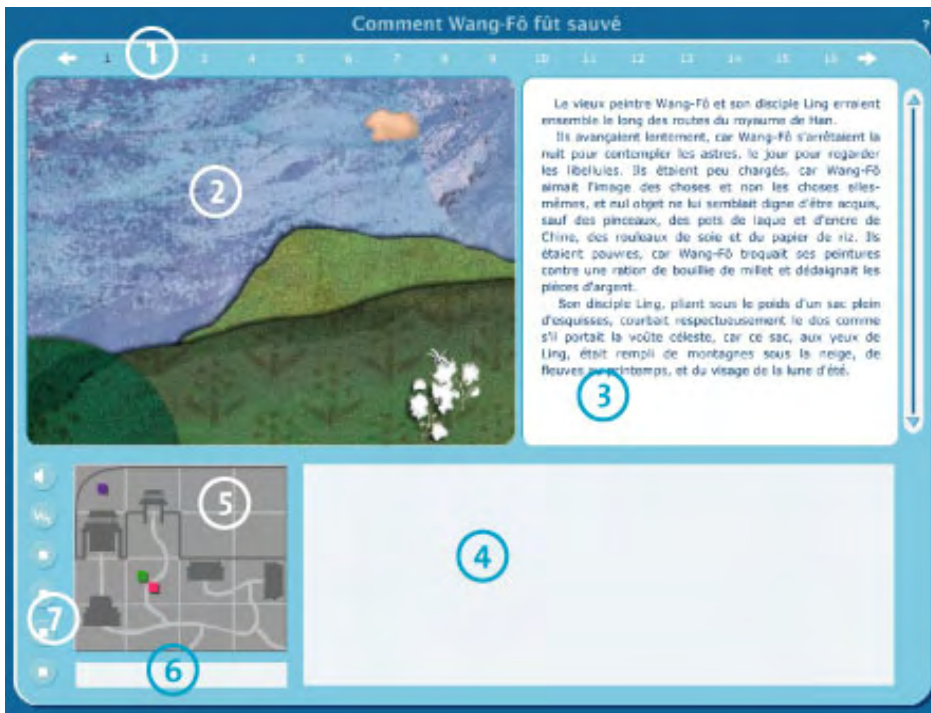 Comment Wang-Fô fût sauvé
?
1 1 3 4 5 6 7 8 9 10 11 12 13 14 15 16
2
Le vieux peintre Wang-Fô et son disciple Ling erraient
ensemble le long des routes du royaume de Han.
Ils avançaient lentement, car Wang-Fô s'arrêtaient la
nuit pour contempler les astres, le jour pour regarder
les libellules. Ils étaient peu chargés, car Wang-Fô
aimait l'image des choses et non les choses elles-
mêmes, et nul objet ne lui semblait digne d'être acquis,
sauf des pinceaux, des pots de laque et d'encre de
Chine, des rouleaux de soie et du papier de riz. Ils
étaient pauvres, car Wang-Fô troquait ses peintures
contre une ration de bouillie de millet et dédaignait les
pièces d'argent.
Son disciple Ling, pliant sous le poids d'un sac plein
d'esquisses, courbait respectueusement le dos comme
s'il portait la voûte céleste, car ce sac, aux yeux de
Ling, était rempli de montagnes sous la neige, de
fleuves au printemps, et du visage de la lune d'été.
3
5
4
7
6